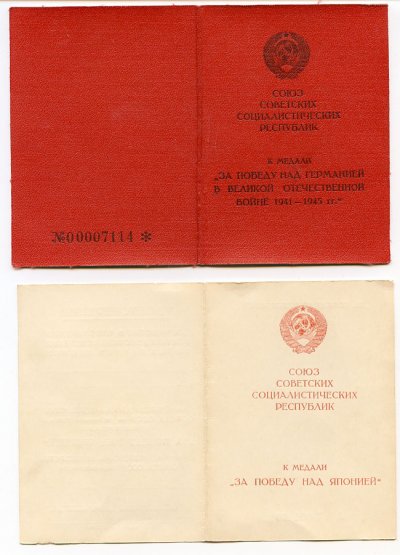 СОЮЗ
СОВЕТСКИХ
СОЦИАЛИСТИЧЕСКИХ
РЕСПУБЛИК
К МЕДАЛИ
„ЗА ПОБЕДУ НАД ГЕРМАНИЕЙ
В ВЕЛИКОЙ ОТЕЧЕСТВЕННОЙ
ВОЙНЕ 1941—1945 гг.“
№00007114 *
СОЮЗ
СОВЕТСКИХ
СОЦИАЛИСТИЧЕСКИХ
РЕСПУБЛИК
К МЕДАЛИ
„ЗА ПОБЕДУ НАД ЯПОНИЕЙ“